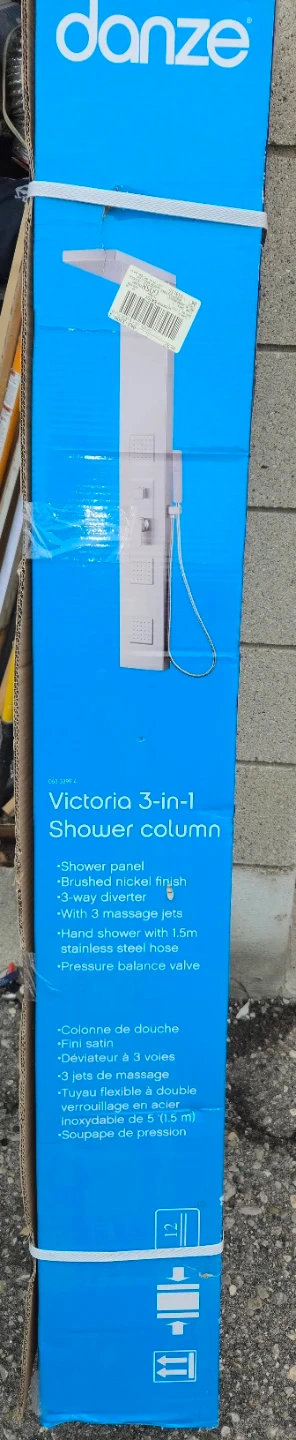 danze®
Victoria 3-in-1
Shower column
•Shower panel
•Brushed nickel finish
•3-way diverter
•With 3 massage jets
•Hand shower with 1.5m
stainless steel hose
•Pressure balance valve
•Colonne de douche
•Fini satin
•Déviateur à 3 voies
•3 jets de massage
•Tuyau flexible à double
verrouillage en acier
inoxydable de 5 (1.5 m)
•Soupape de pression
12